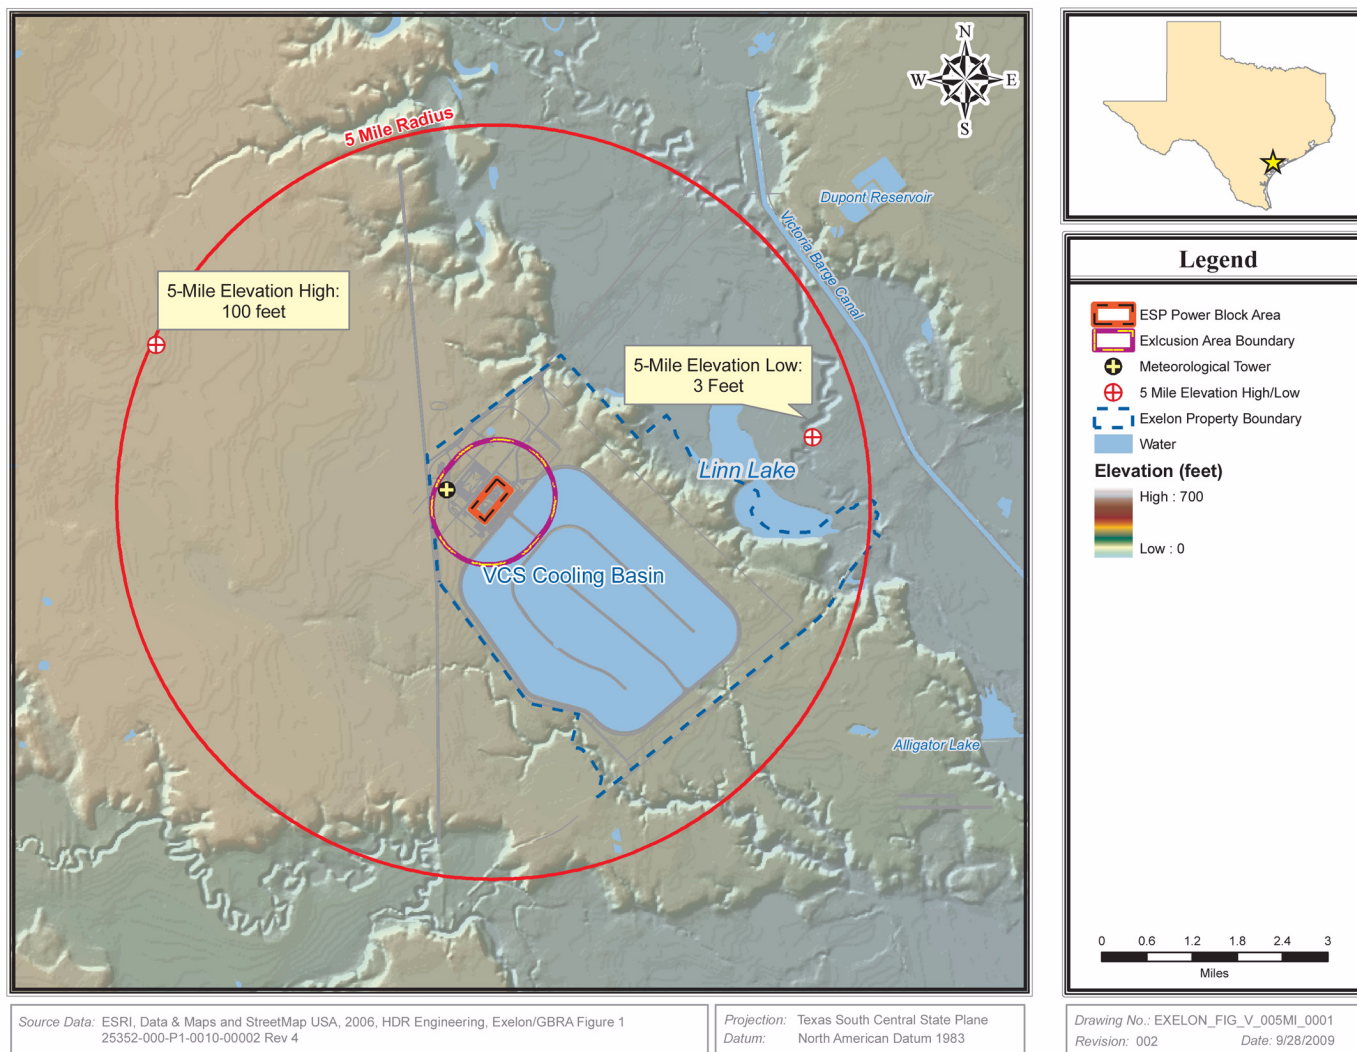 N
W E
S
5 Mile Radius
Dupont Reservoir
Victoria Barge Canal
5-Mile Elevation High:
100 feet
5-Mile Elevation Low:
3 Feet
Linn Lake
VCS Cooling Basin
Alligator Lake
Legend
ESP Power Block Area
Exlcusion Area Boundary
Meteorological Tower
5 Mile Elevation High/Low
Exelon Property Boundary
Water
Elevation (feet)
High : 700
Low : 0
0 0.6 1.2 1.8 2.4 3
Miles
Source Data: ESRI, Data & Maps and StreetMap USA, 2006, HDR Engineering, Exelon/GBRA Figure 1
25352-000-P1-0010-00002 Rev 4
Projection: Texas South Central State Plane
Datum: North American Datum 1983
Drawing No.: EXELON_FIG_V_005MI_0001
Revision: 002 Date: 9/28/2009